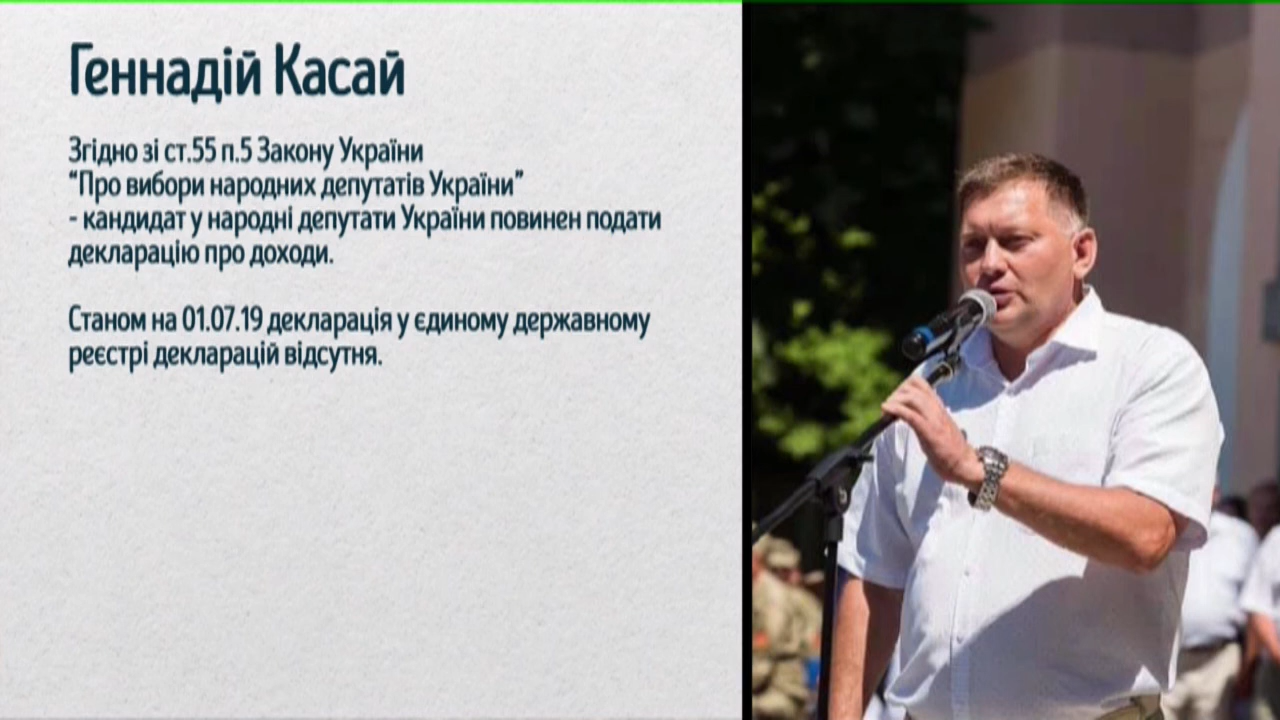 Геннадій Касай
Згідно зі ст.55 п.5 Закону України
“Про вибори народних депутатів України”
- кандидат у народні депутати України повинен подати
декларацію про доходи.
Станом на 01.07.19 декларація у єдиному державному
реєстрі декларацій відсутня.